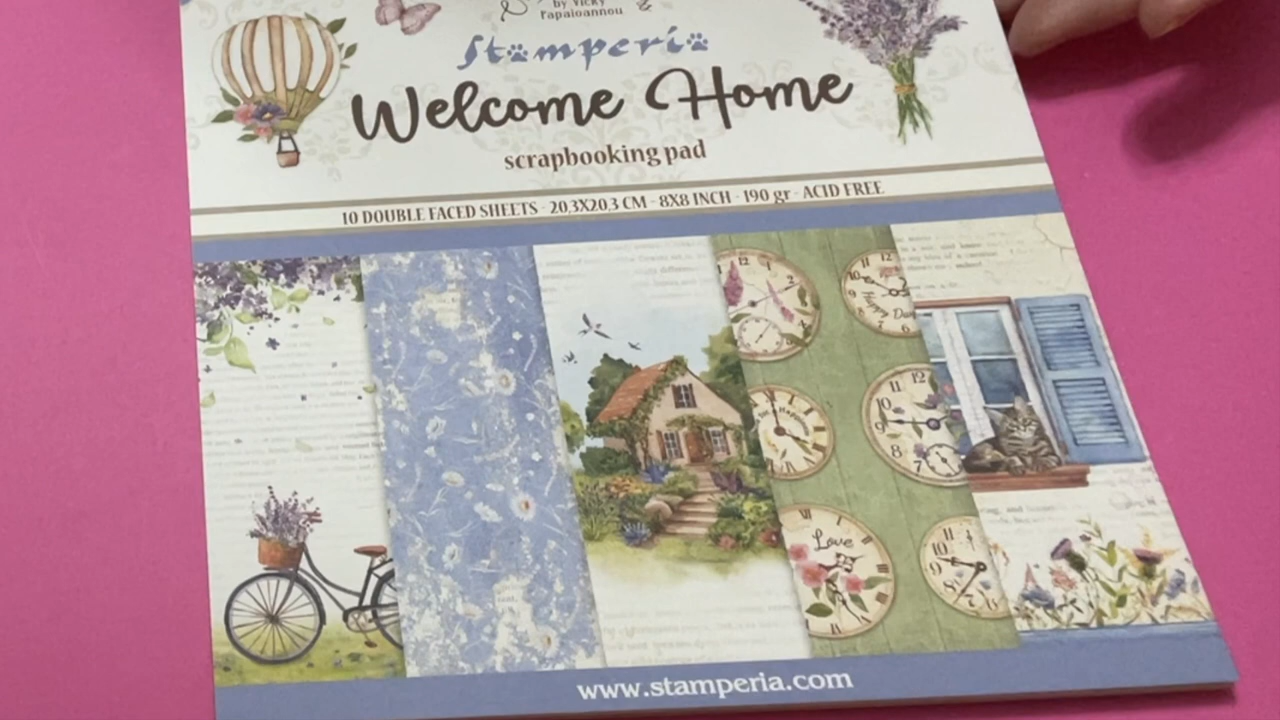 by Vicky
Papaioannou
Stamperia
Welcome Home
scrapbooking pad
10 DOUBLE FACED SHEETS - 20,3X20,3 CM - 8X8 INCH - 190 gr - ACID FREE
Love
www.stamperia.com